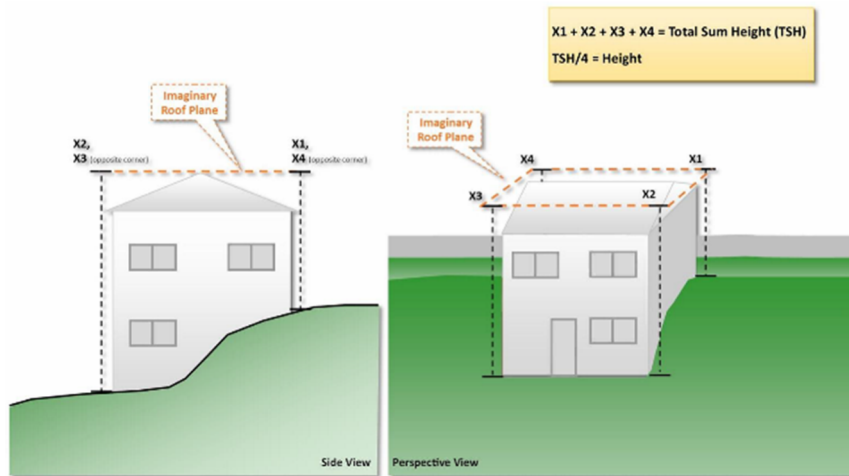 X1 + X2 + X3 + X4 = Total Sum Height (TSH)
TSH/4 = Height
Imaginary
Roof Plane
X2,
X3 (opposite corner)
X1,
X4 (opposite corner)
Imaginary
Roof Plane
X4
X1
X3
X2
Side View
Perspective View